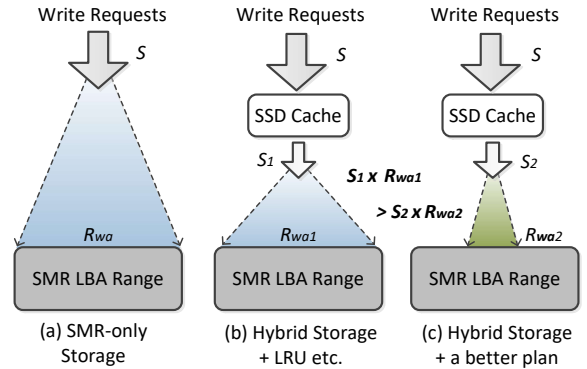 Write Requests
S
Rwa
SMR LBA Range
(a) SMR-only
Storage
Write Requests
S
SSD Cache
S1
Rwa1
SMR LBA Range
(b) Hybrid Storage
+ LRU etc.
S1 x Rwa1
> S2 x Rwa2
Write Requests
S
SSD Cache
S2
Rwa2
SMR LBA Range
(c) Hybrid Storage
+ a better plan